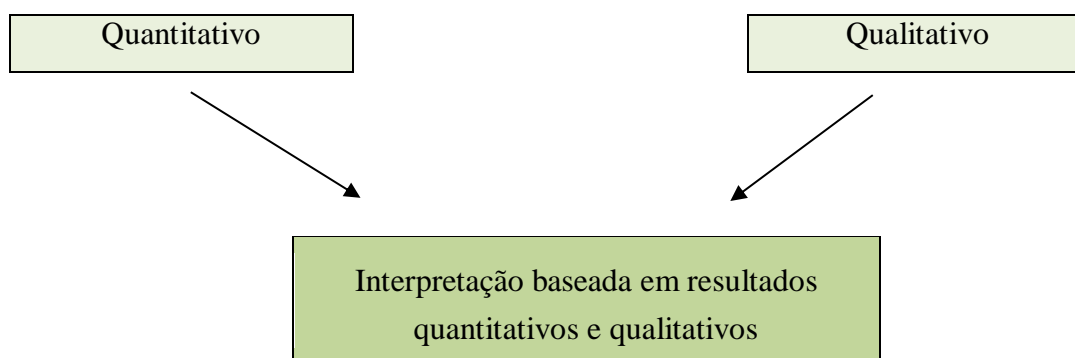 Quantitativo
Qualitativo
Interpretação baseada em resultados
quantitativos e qualitativos